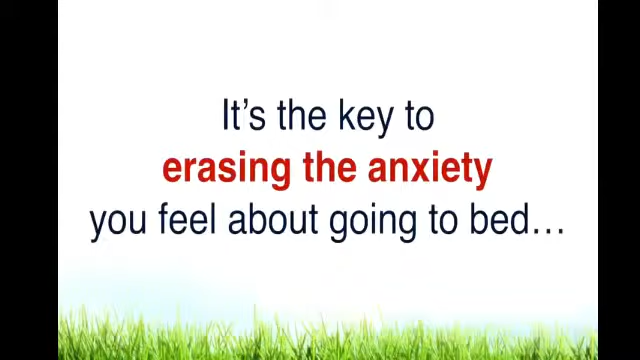 It's the key to
erasing the anxiety
you feel about going to bed…